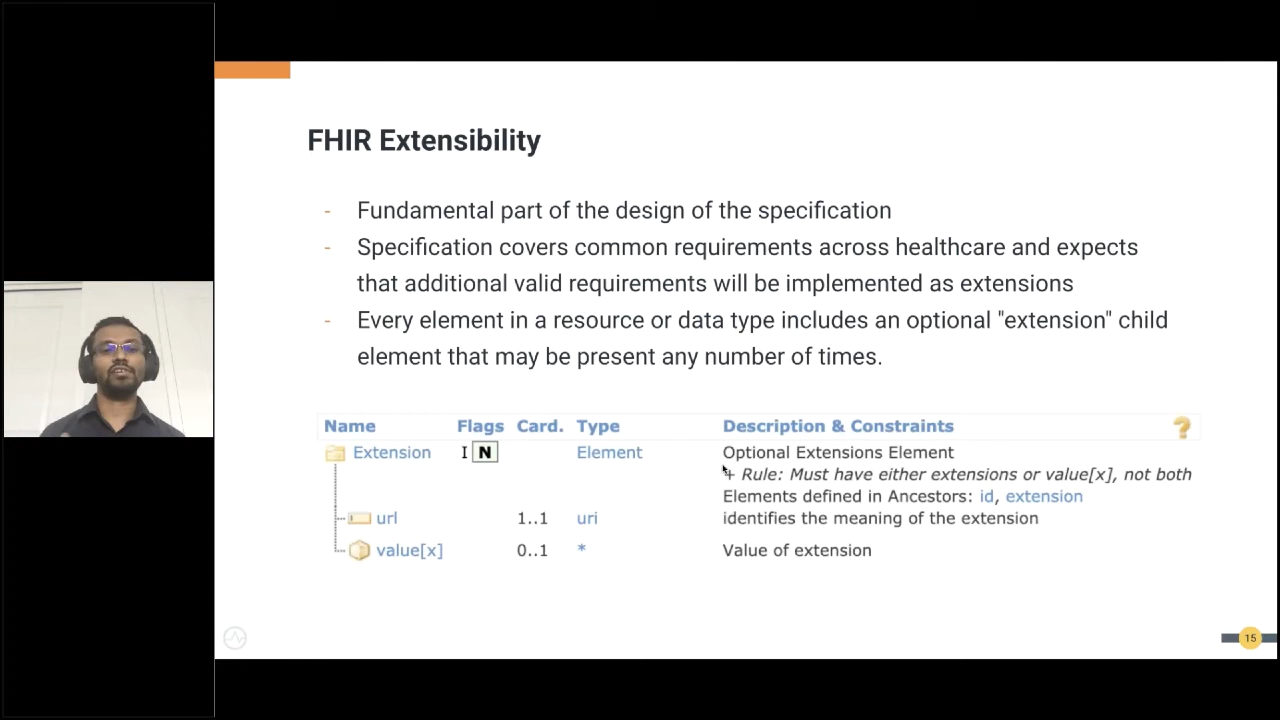 FHIR Extensibility
- Fundamental part of the design of the specification
- Specification covers common requirements across healthcare and expects
that additional valid requirements will be implemented as extensions
- Every element in a resource or data type includes an optional "extension" child
element that may be present any number of times.
Name Flags Card. Type Description & Constraints ?
Extension I N Element Optional Extensions Element
+ Rule: Must have either extensions or value[x], not both
Elements defined in Ancestors: id, extension
url 1..1 uri identifies the meaning of the extension
value[x] 0..1 * Value of extension
15